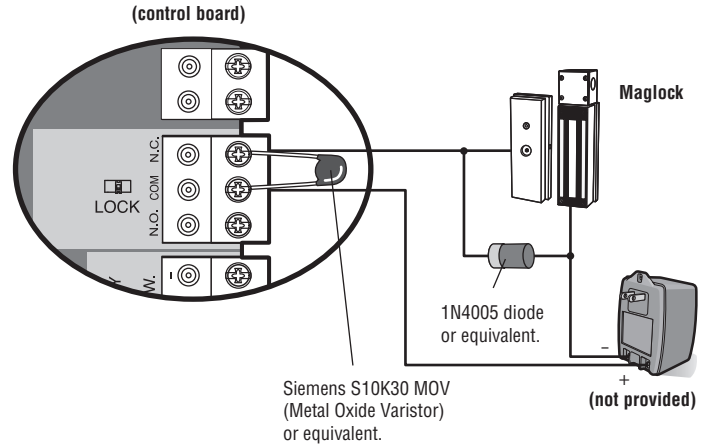 (control board)
Maglock
N.C.
COM
N.O.
LOCK
W.
-
1N4005 diode
or equivalent.
–
+
(not provided)
Siemens S10K30 MOV
(Metal Oxide Varistor)
or equivalent.